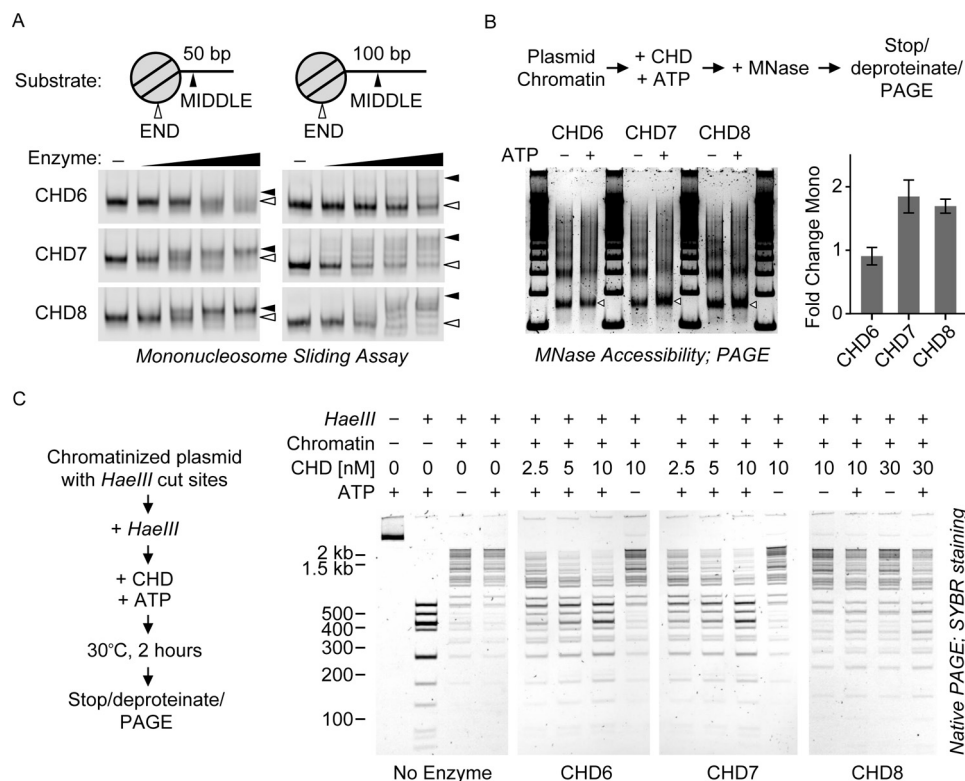 A
50 bp
100 bp
Substrate:
MIDDLE
MIDDLE
END
END
Enzyme:
–
–
CHD6
CHD7
CHD8
Mononucleosome Sliding Assay
B
Plasmid
Chromatin
+ CHD
+ ATP
+ MNase
Stop/
deproteinate/
PAGE
CHD6 CHD7 CHD8
ATP – + – + – +
MNase Accessibility; PAGE
Fold Change Mono
2
1
0
CHD6
CHD7
CHD8
C
Chromatinized plasmid
with HaeIII cut sites
+ HaeIII
+ CHD
+ ATP
30°C, 2 hours
Stop/deproteinate/
PAGE
HaeIII – + + + + + + + + + + + + + + +
Chromatin – – + + + + + + + + + + + + + +
CHD [nM] 0 0 0 0 2.5 5 10 10 2.5 5 10 10 10 10 30 30
ATP + + – + + + + – + + + – – + – +
2 kb
1.5 kb
500
400
300
200
100
No Enzyme CHD6 CHD7 CHD8
Native PAGE; SYBR staining